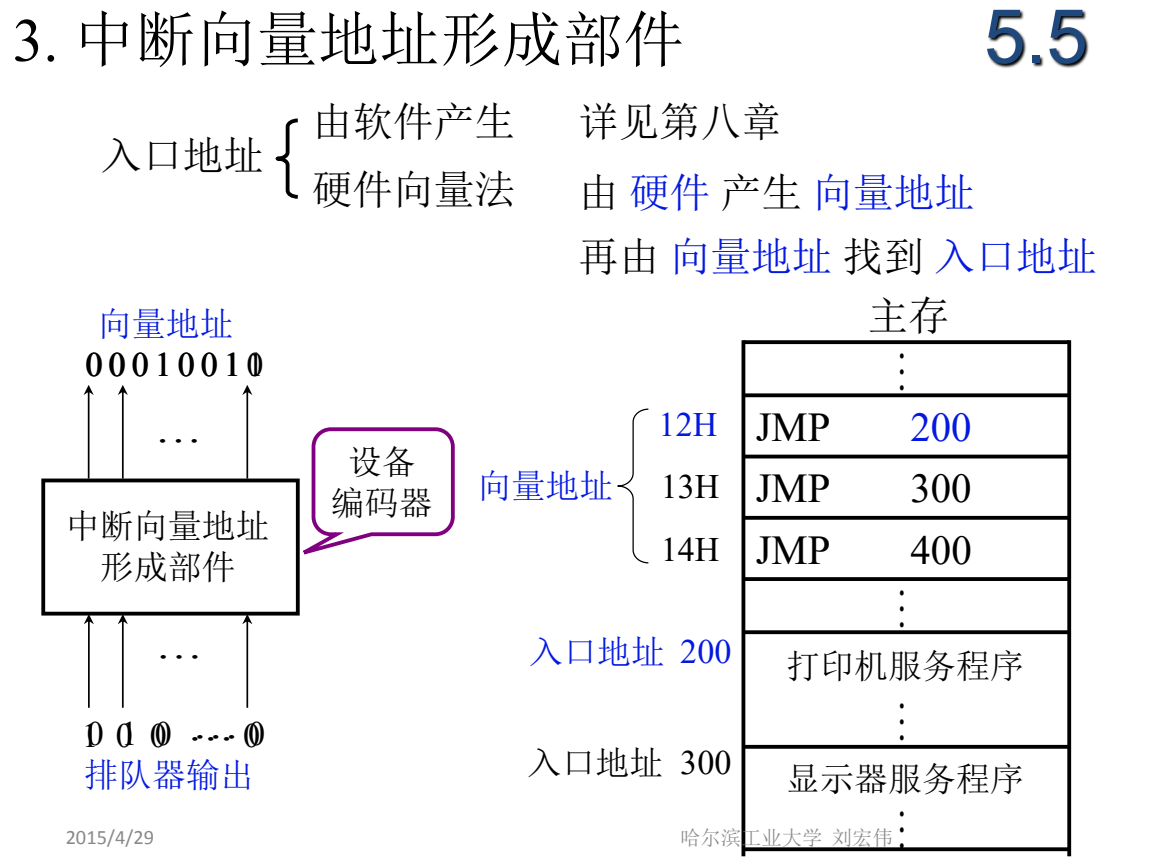 3. 中断向量地址形成部件
5.5
入口地址
由软件产生 详见第八章
硬件向量法 由 硬件 产生 向量地址
再由 向量地址 找到 入口地址
向量地址
0001001
…
中断向量地址
形成部件
设备
编码器
…
排队器输出
主存
⋮
向量地址
12H JMP 200
13H JMP 300
14H JMP 400
⋮
入口地址 200 打印机服务程序
⋮
入口地址 300 显示器服务程序
⋮
2015/4/29
哈尔滨工业大学 刘宏伟